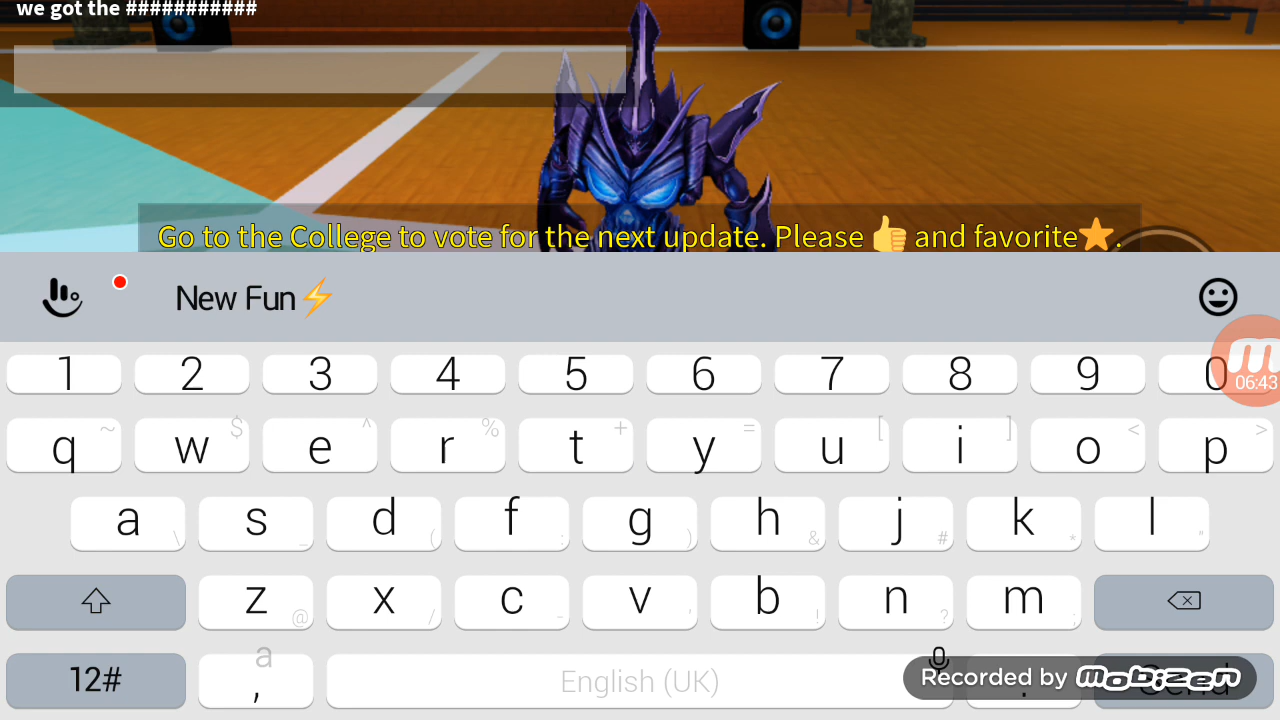 we got the ###########
Go to the College to vote for the next update. Please 👍 and favorite⭐.
New Fun⚡
1 2 3 4 5 6 7 8 9 0
06:43
~ $ ^ % + = [ ] < >
q w e r t y u i o p
a s d f g h j k l
\ _ ( : ) & # * "
z x c v b n m
@ / - ' ! ? ;
12# a , English (UK) . Send
Recorded by mobizen